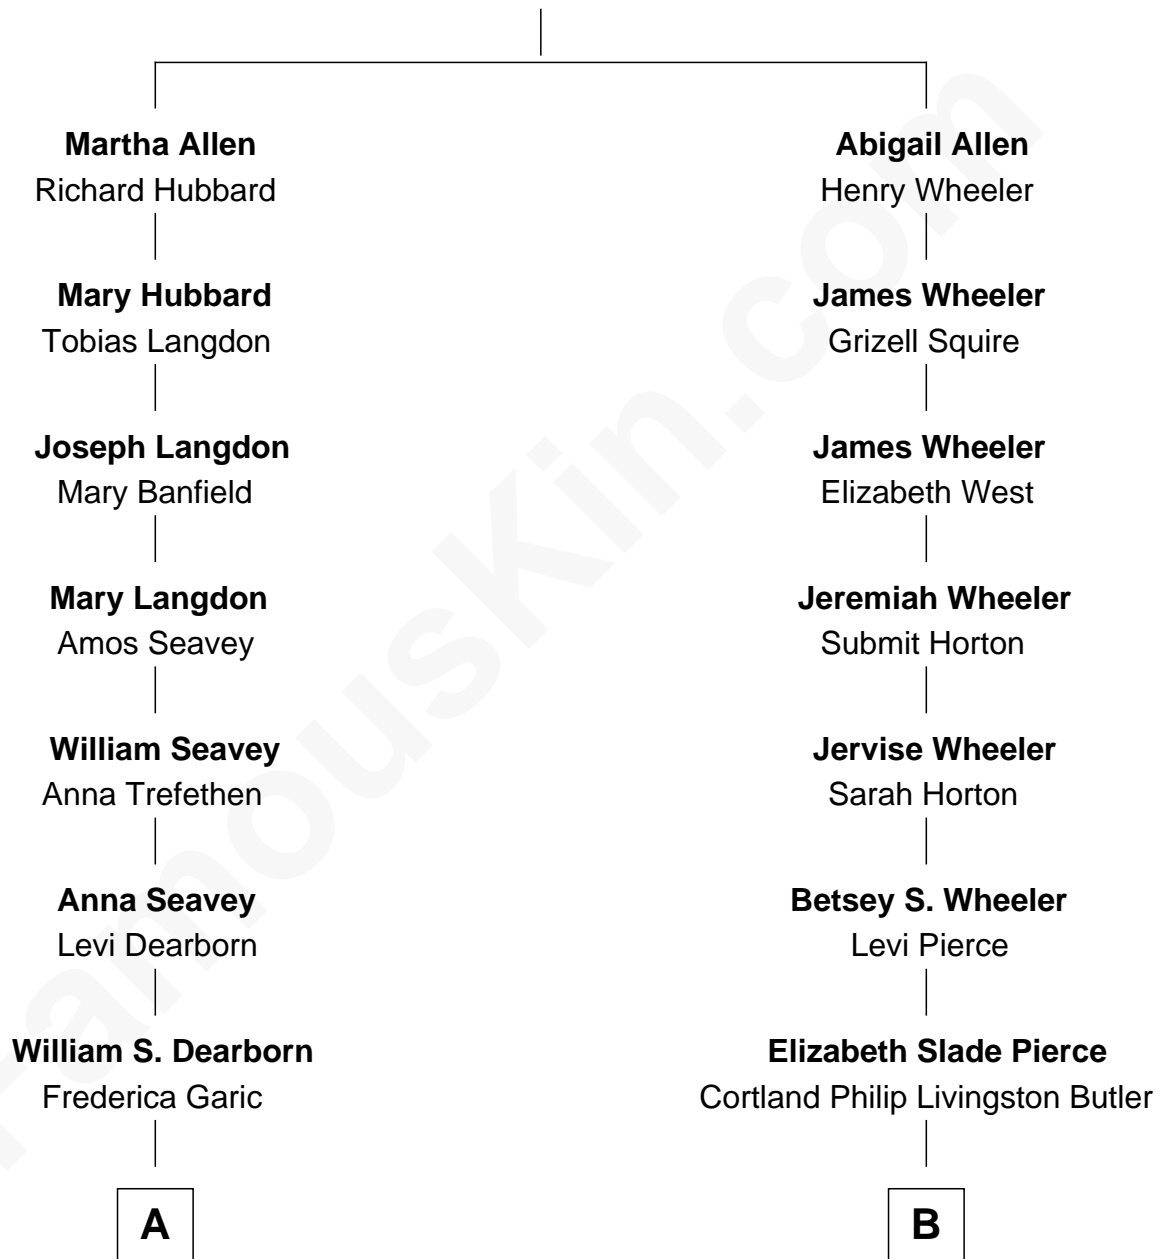 Martha Allen
Richard Hubbard
Mary Hubbard
Tobias Langdon
Joseph Langdon
Mary Banfield
Mary Langdon
Amos Seavey
William Seavey
Anna Trefethen
Anna Seavey
Levi Dearborn
William S. Dearborn
Frederica Garic
A
Abigail Allen
Henry Wheeler
James Wheeler
Grizell Squire
James Wheeler
Elizabeth West
Jeremiah Wheeler
Submit Horton
Jervise Wheeler
Sarah Horton
Betsey S. Wheeler
Levi Pierce
Elizabeth Slade Pierce
Cortland Philip Livingston Butler
B
FamousKin.com